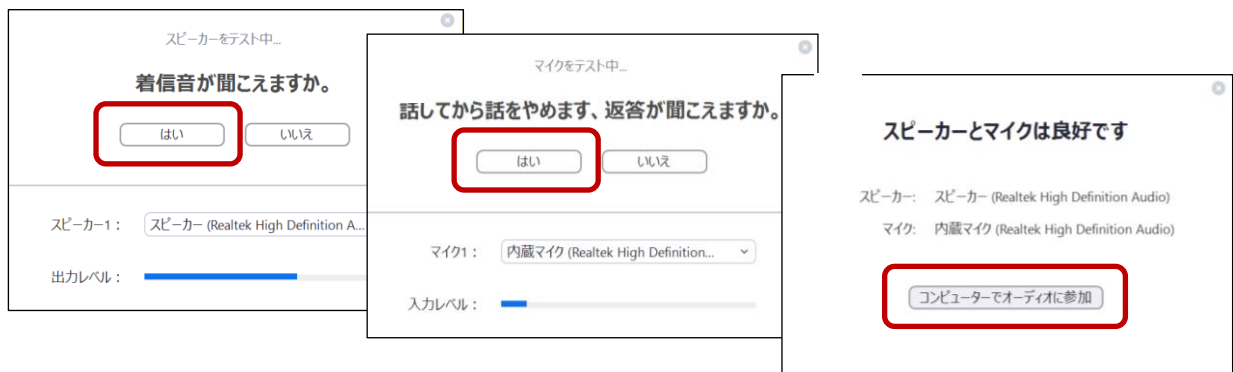 スピーカーをテスト中...
着信音が聞こえますか。
はい
いいえ
スピーカー1：
スピーカー (Realtek High Definition A...
出力レベル：
マイクをテスト中...
話してから話をやめます、返答が聞こえますか。
はい
いいえ
マイク1：
内蔵マイク (Realtek High Definition...
入力レベル：
スピーカーとマイクは良好です
スピーカー: スピーカー (Realtek High Definition Audio)
マイク: 内蔵マイク (Realtek High Definition Audio)
コンピューターでオーディオに参加